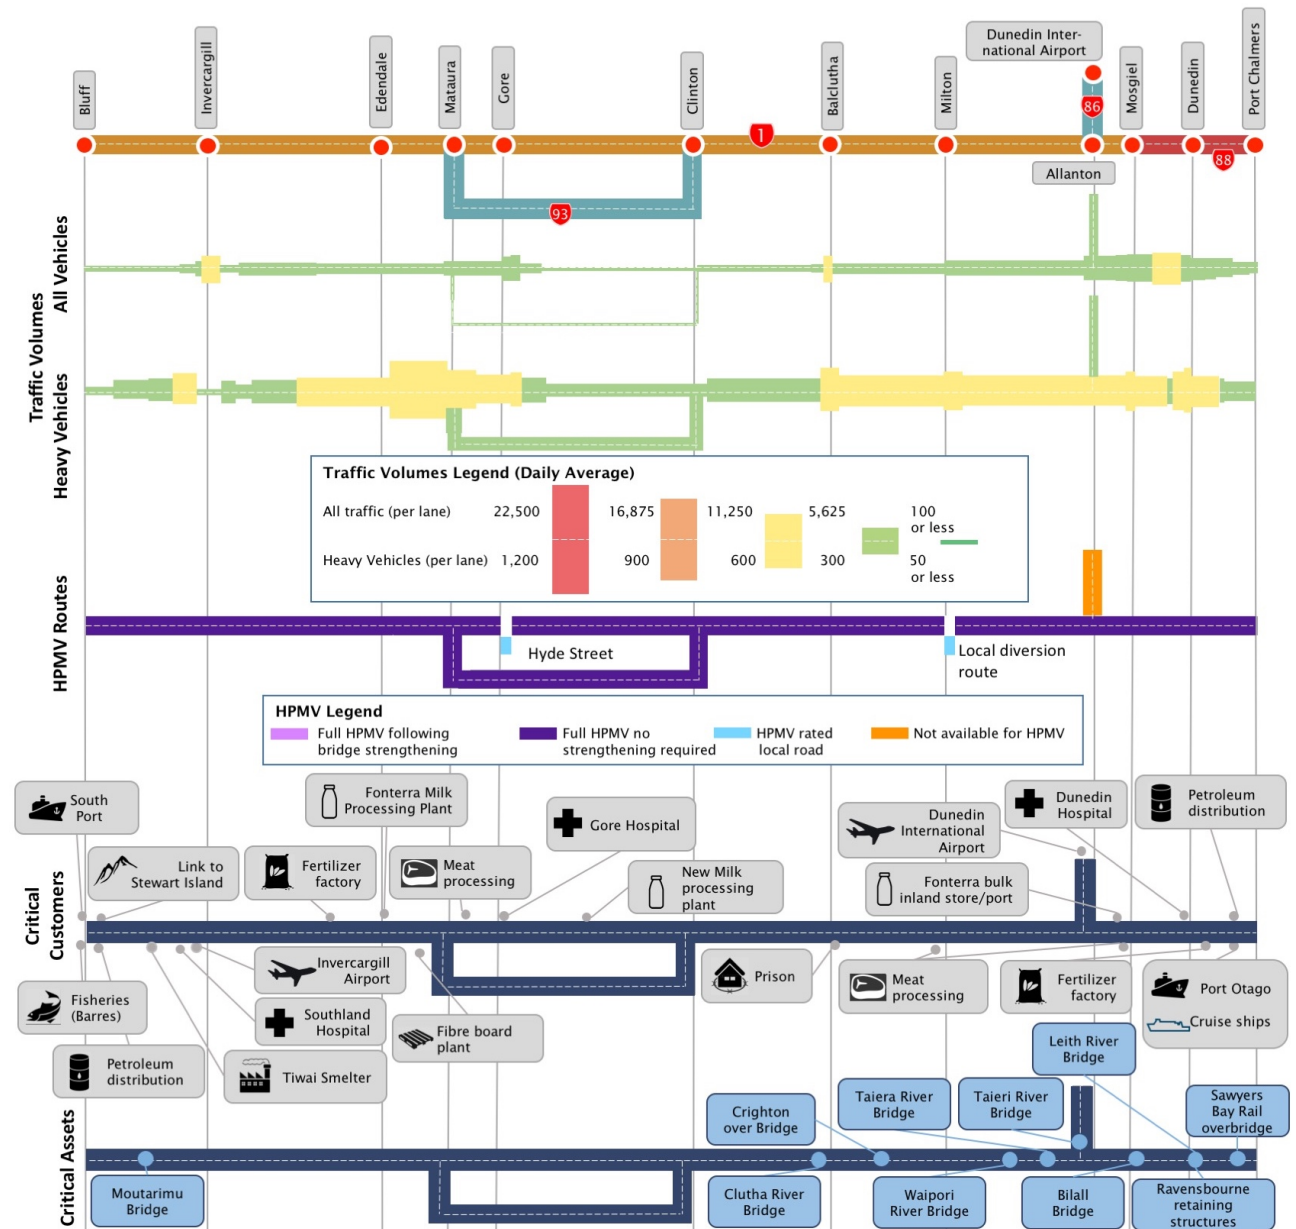 Dunedin Inter-
national Airport
Bluff
Invercargill
Edendale
Mataura
Gore
Clinton
Balclutha
Milton
Mosgiel
Dunedin
Port Chalmers
86
1
88
Allanton
93
Traffic Volumes
All Vehicles
Heavy Vehicles
Traffic Volumes Legend (Daily Average)
All traffic (per lane) 22,500 16,875 11,250 5,625 100
or less
Heavy Vehicles (per lane) 1,200 900 600 300 50
or less
HPMV Routes
Hyde Street
Local diversion
route
HPMV Legend
Full HPMV following
bridge strengthening
Full HPMV no
strengthening required
HPMV rated
local road
Not available for HPMV
Critical
Customers
South
Port
Link to
Stewart Island
Fonterra Milk
Processing Plant
Fertilizer
factory
Meat
processing
Gore Hospital
New Milk
processing
plant
Dunedin
International
Airport
Dunedin
Hospital
Petroleum
distribution
Fonterra bulk
inland store/port
Fisheries
(Barres)
Petroleum
distribution
Invercargill
Airport
Southland
Hospital
Tiwai Smelter
Fibre board
plant
Prison
Meat
processing
Fertilizer
factory
Port Otago
Cruise ships
Critical Assets
Moutarimu
Bridge
Crighton
over Bridge
Clutha River
Bridge
Taiera River
Bridge
Waipori
River Bridge
Taieri River
Bridge
Leith River
Bridge
Bilall
Bridge
Sawyers
Bay Rail
overbridge
Ravensbourne
retaining
structures